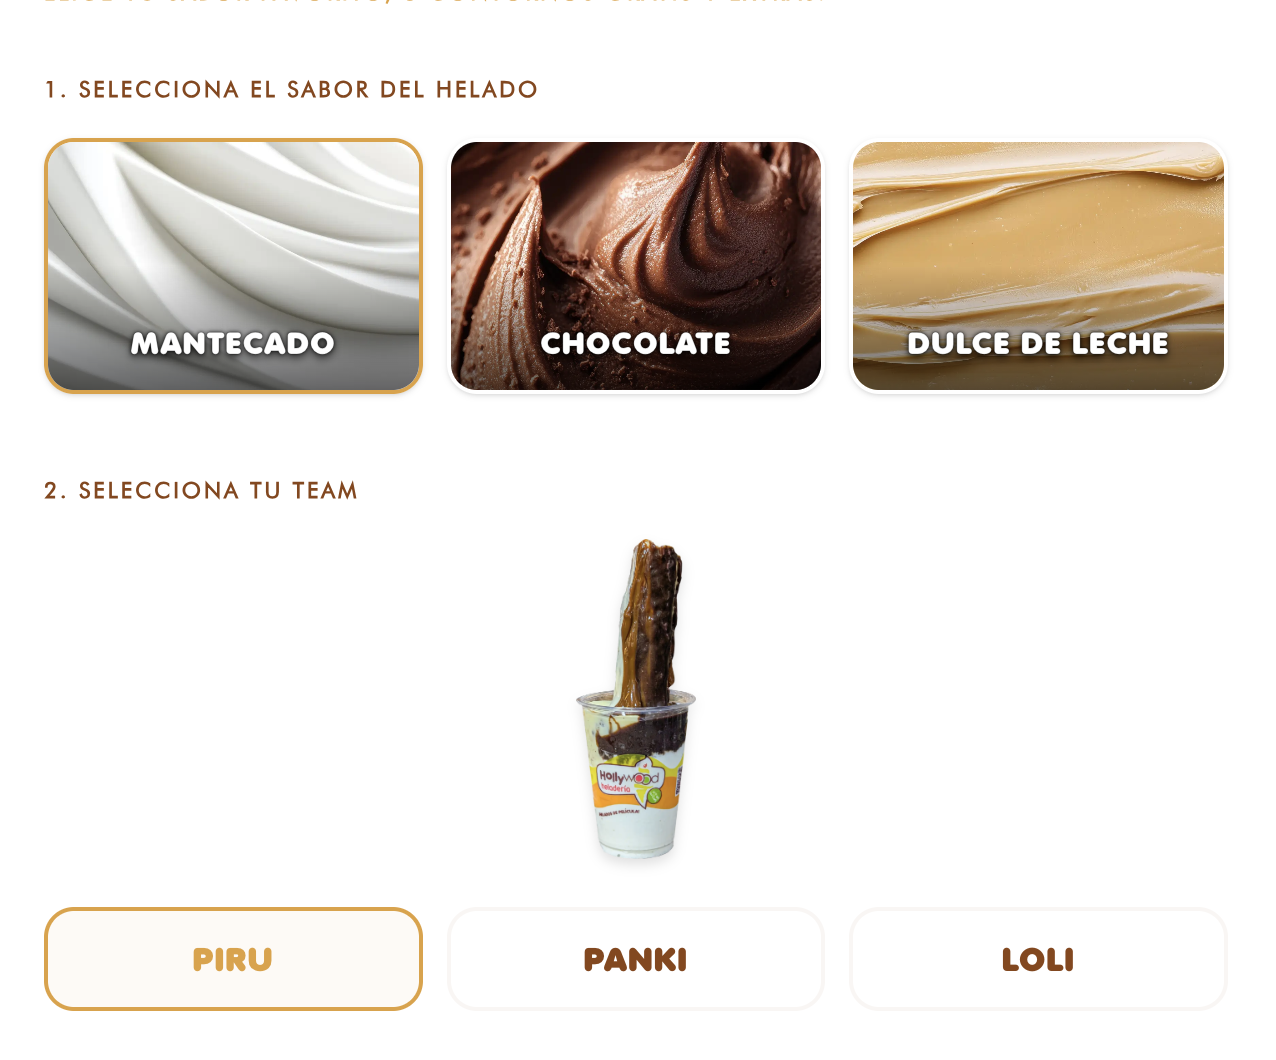 1. SELECCIONA EL SABOR DEL HELADO
MANTECADO
CHOCOLATE
DULCE DE LECHE
2. SELECCIONA TU TEAM
Hollywood
heladería
PIRU
PANKI
LOLI